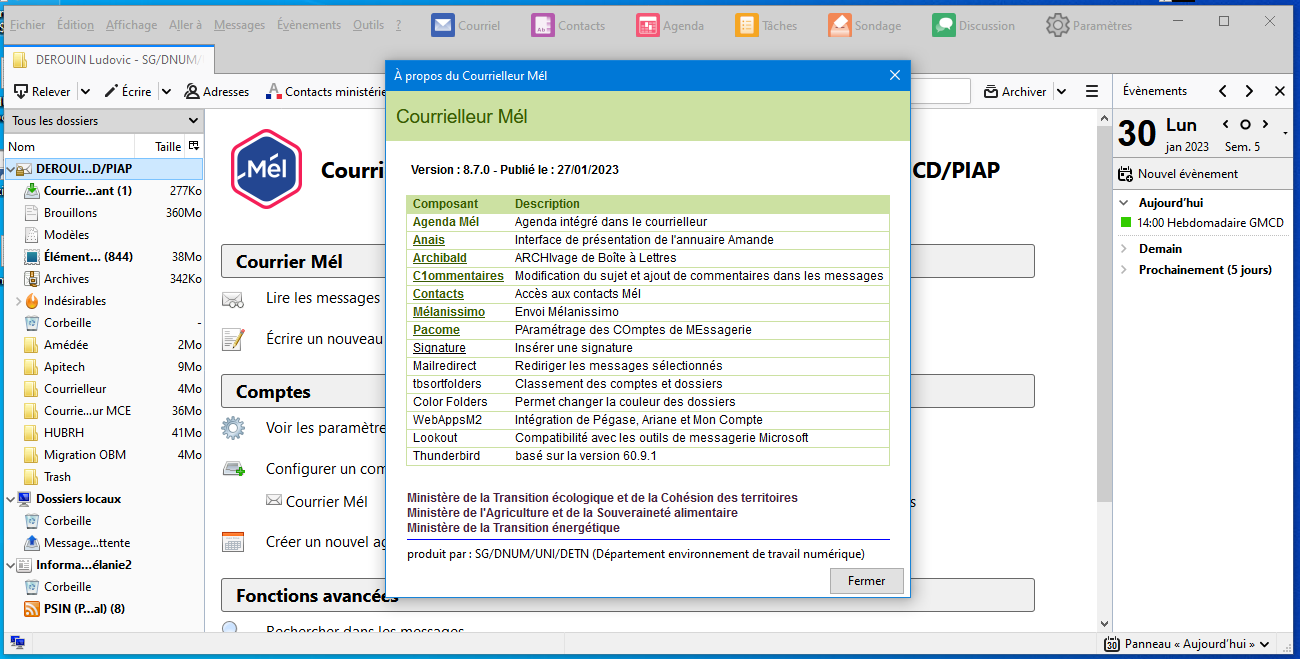 Fichier Édition Affichage Aller à Messages Évènements Outils ? Courriel Contacts Agenda Tâches Sondage Discussion Paramètres
DEROUIN Ludovic - SG/DNUM/
Relever Écrire Adresses Contacts ministérie Archiver Évènements
Tous les dossiers
Nom Taille
DEROUI...D/PIAP
Courrie...ant (1) 277Ko
Brouillons 360Mo
Modèles
Élément... (844) 38Mo
Archives 342Ko
Indésirables
Corbeille -
Amédée 2Mo
Apitech 9Mo
Courrielleur 4Mo
Courrie...ur MCE 36Mo
HUBRH 41Mo
Migration OBM 4Mo
Trash
Dossiers locaux
Corbeille
Message...ttente
Informa...élanie2
Corbeille
PSIN (P...al) (8)
Mél
Courri
CD/PIAP
Courrier Mél
Lire les messages
Écrire un nouveau
Comptes
Voir les paramètre
Configurer un com
Courrier Mél
s
Créer un nouvel ag
Fonctions avancées
Rechercher dans les messages
À propos du Courrielleur Mél
Courrielleur Mél
Version : 8.7.0 - Publié le : 27/01/2023
Composant Description
Agenda Mél Agenda intégré dans le courrielleur
Anais Interface de présentation de l'annuaire Amande
Archibald ARCHIvage de Boîte à Lettres
C1ommentaires Modification du sujet et ajout de commentaires dans les messages
Contacts Accès aux contacts Mél
Mélanissimo Envoi Mélanissimo
Pacome PAramétrage des COmptes de MEssagerie
Signature Insérer une signature
Mailredirect Rediriger les messages sélectionnés
tbsortfolders Classement des comptes et dossiers
Color Folders Permet changer la couleur des dossiers
WebAppsM2 Intégration de Pégase, Ariane et Mon Compte
Lookout Compatibilité avec les outils de messagerie Microsoft
Thunderbird basé sur la version 60.9.1
Ministère de la Transition écologique et de la Cohésion des territoires
Ministère de l'Agriculture et de la Souveraineté alimentaire
Ministère de la Transition énergétique
produit par : SG/DNUM/UNI/DETN (Département environnement de travail numérique)
Fermer
30 Lun
jan 2023 Sem. 5
Nouvel évènement
Aujourd'hui
14:00 Hebdomadaire GMCD
Demain
Prochainement (5 jours)
30 Panneau « Aujourd'hui »